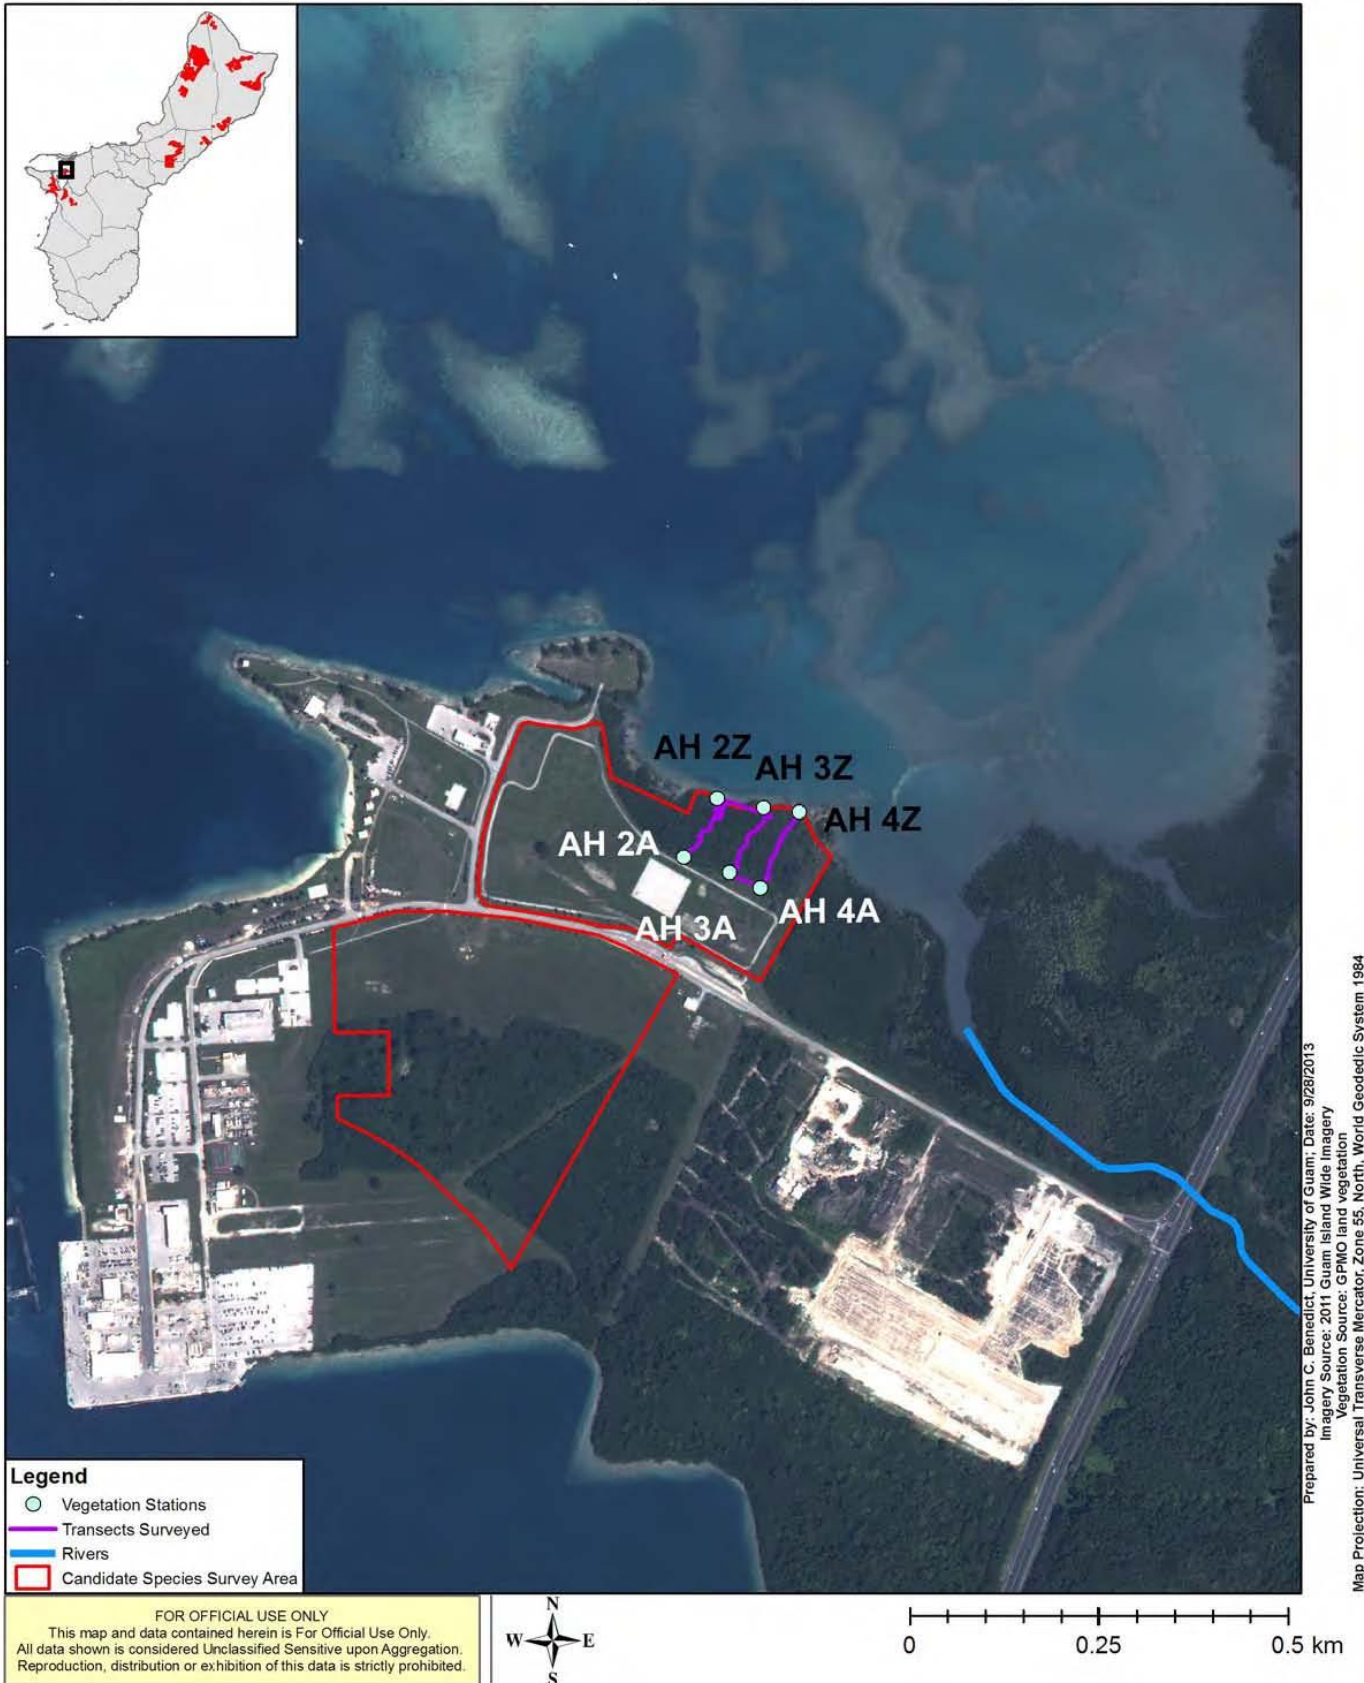 AH 2Z
AH 3Z
AH 4Z
AH 2A
AH 4A
AH 3A
Legend
Vegetation Stations
Transects Surveyed
Rivers
Candidate Species Survey Area
FOR OFFICIAL USE ONLY
This map and data contained herein is For Official Use Only.
All data shown is considered Unclassified Sensitive upon Aggregation.
Reproduction, distribution or exhibition of this data is strictly prohibited.
N
W E
S
0 0.25 0.5 km
Prepared by: John C. Benedict, University of Guam; Date: 9/28/2013
Imagery Source: 2011 Guam Island Wide Imagery
Vegetation Source: GPMO land vegetation
Map Projection: Universal Transverse Mercator, Zone 55, North, World Geodedic System 1984